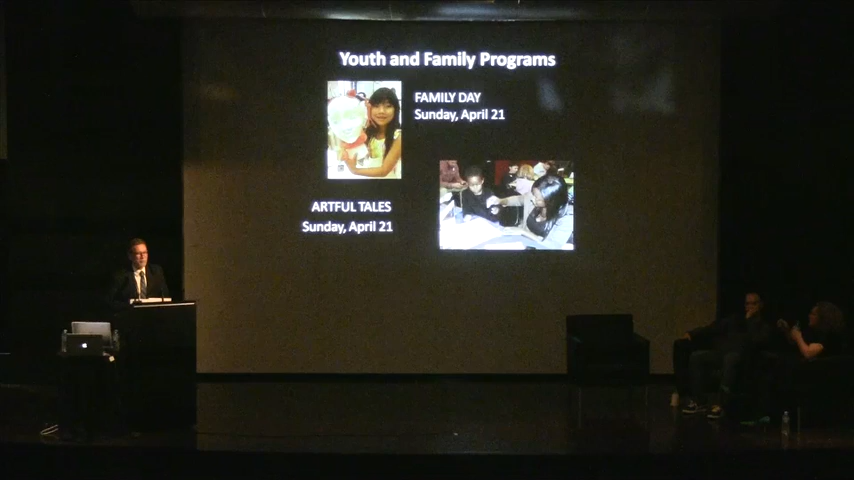 Youth and Family Programs
FAMILY DAY
Sunday, April 21
ARTFUL TALES
Sunday, April 21